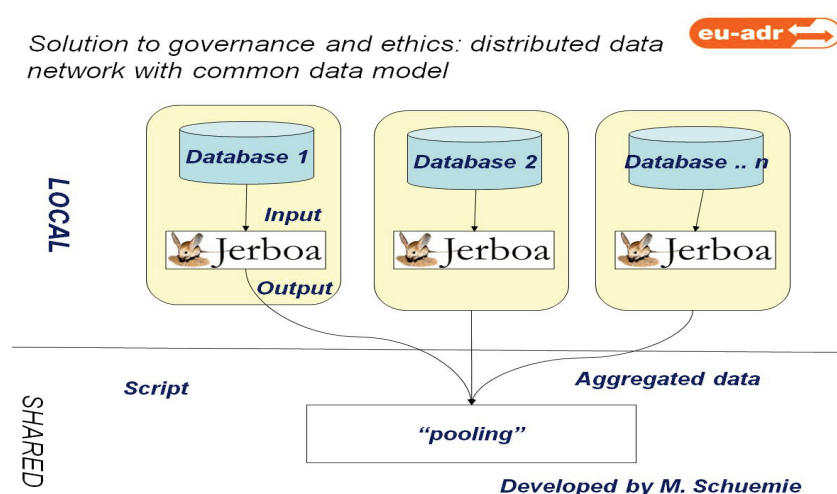 Solution to governance and ethics: distributed data
network with common data model
eu-adr
LOCAL
Database 1
Database 2
Database .. n
Input
Jerboa
Jerboa
Jerboa
Output
SHARED
Script
Aggregated data
“pooling”
Developed by M. Schuemie